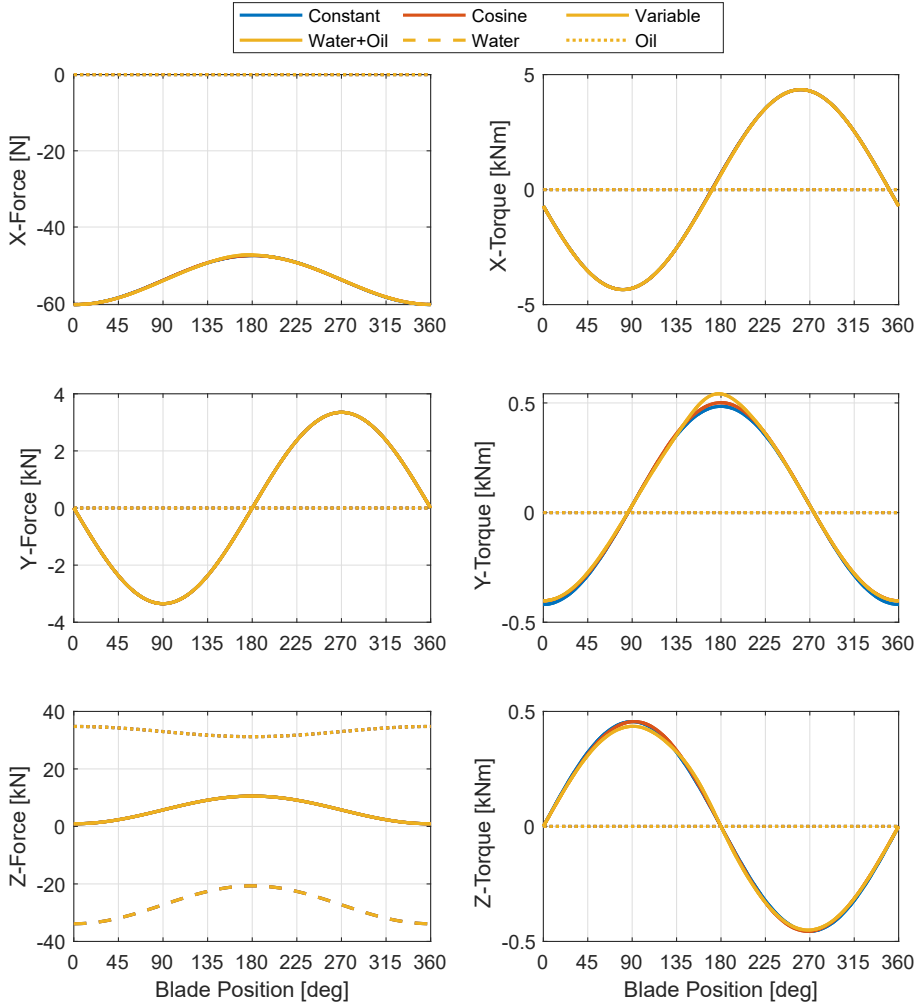 Constant Cosine Variable
Water+Oil Water Oil
X-Force [N]
0
-20
-40
-60
0 45 90 135 180 225 270 315 360
X-Torque [kNm]
5
0
-5
0 45 90 135 180 225 270 315 360
Y-Force [kN]
4
2
0
-2
-4
0 45 90 135 180 225 270 315 360
Y-Torque [kNm]
0.5
0
-0.5
0 45 90 135 180 225 270 315 360
Z-Force [kN]
40
20
0
-20
-40
0 45 90 135 180 225 270 315 360
Blade Position [deg]
Z-Torque [kNm]
0.5
0
-0.5
0 45 90 135 180 225 270 315 360
Blade Position [deg]